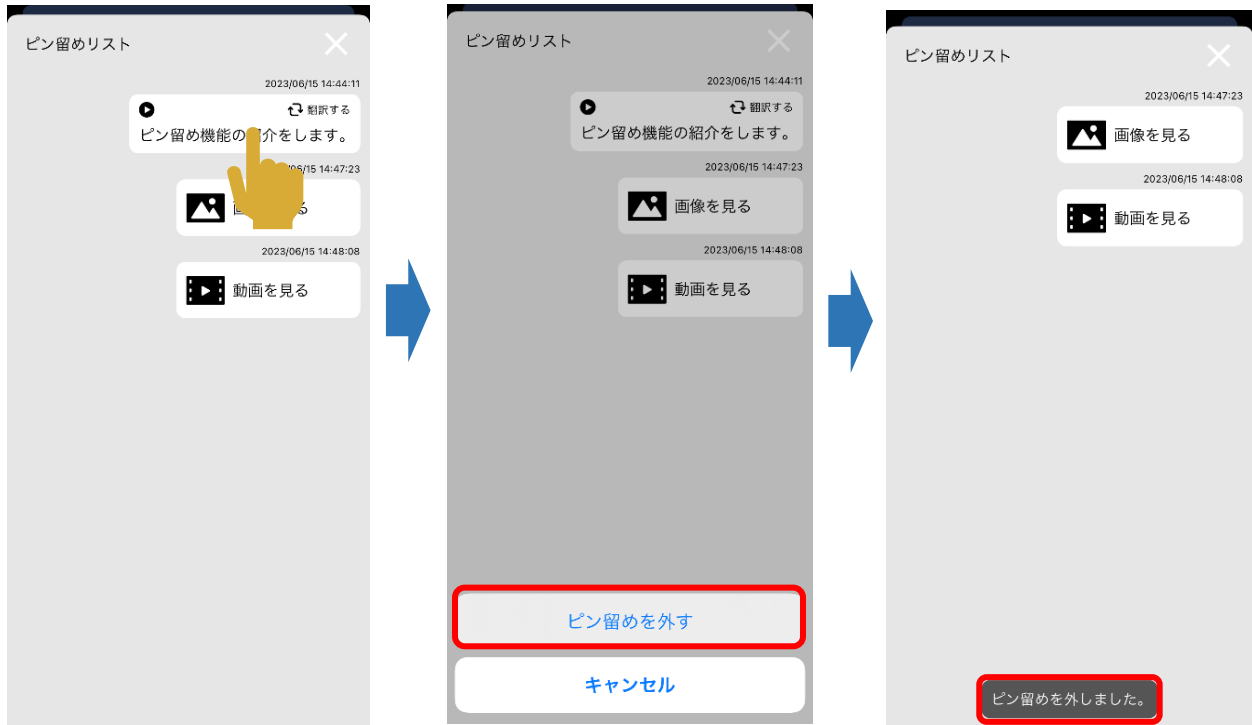 ピン留めリスト
2023/06/15 14:44:11
翻訳する
ピン留め機能の 介をします。
/06/15 14:47:23
2023/06/15 14:48:08
動画を見る
ピン留めリスト
2023/06/15 14:44:11
翻訳する
ピン留め機能の紹介をします。
2023/06/15 14:47:23
画像を見る
2023/06/15 14:48:08
動画を見る
ピン留めを外す
キャンセル
ピン留めリスト
2023/06/15 14:47:23
画像を見る
2023/06/15 14:48:08
動画を見る
ピン留めを外しました。